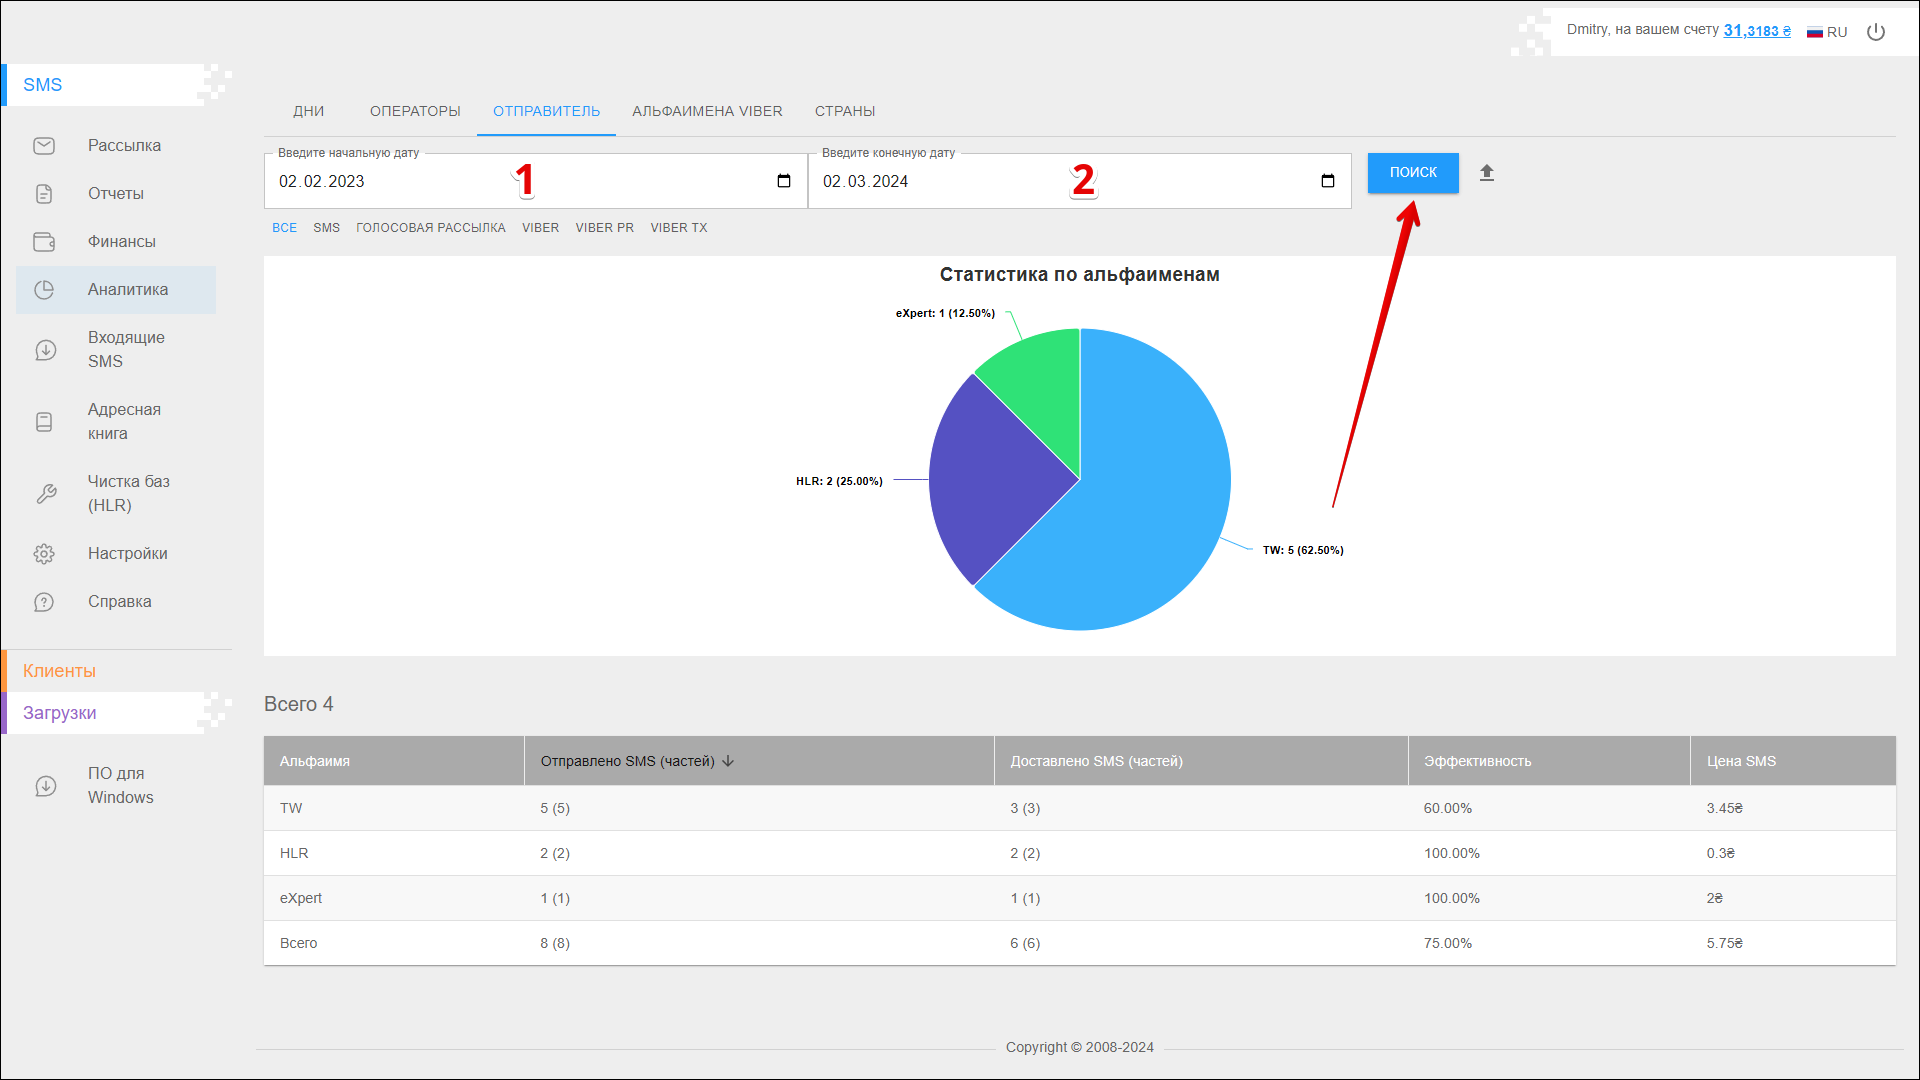 Dmitry, на вашем счету 31,3183 ₴ RU
SMS
Рассылка
Отчеты
Финансы
Аналитика
Входящие
SMS
Адресная
книга
Чистка баз
(HLR)
Настройки
Справка
Клиенты
Загрузки
ПО для
Windows
ДНИ ОПЕРАТОРЫ ОТПРАВИТЕЛЬ АЛЬФАИМЕНА VIBER СТРАНЫ
Введите начальную дату Введите конечную дату
02.02.2023 1 02.03.2024 2 ПОИСК
ВСЕ SMS ГОЛОСОВАЯ РАССЫЛКА VIBER VIBER PR VIBER TX
Статистика по альфаименам
eXpert: 1 (12.50%)
HLR: 2 (25.00%)
TW: 5 (62.50%)
Всего 4
Альфаимя Отправлено SMS (частей) Доставлено SMS (частей) Эффективность Цена SMS
TW 5 (5) 3 (3) 60.00% 3.45₴
HLR 2 (2) 2 (2) 100.00% 0.3₴
eXpert 1 (1) 1 (1) 100.00% 2₴
Всего 8 (8) 6 (6) 75.00% 5.75₴
Copyright © 2008-2024